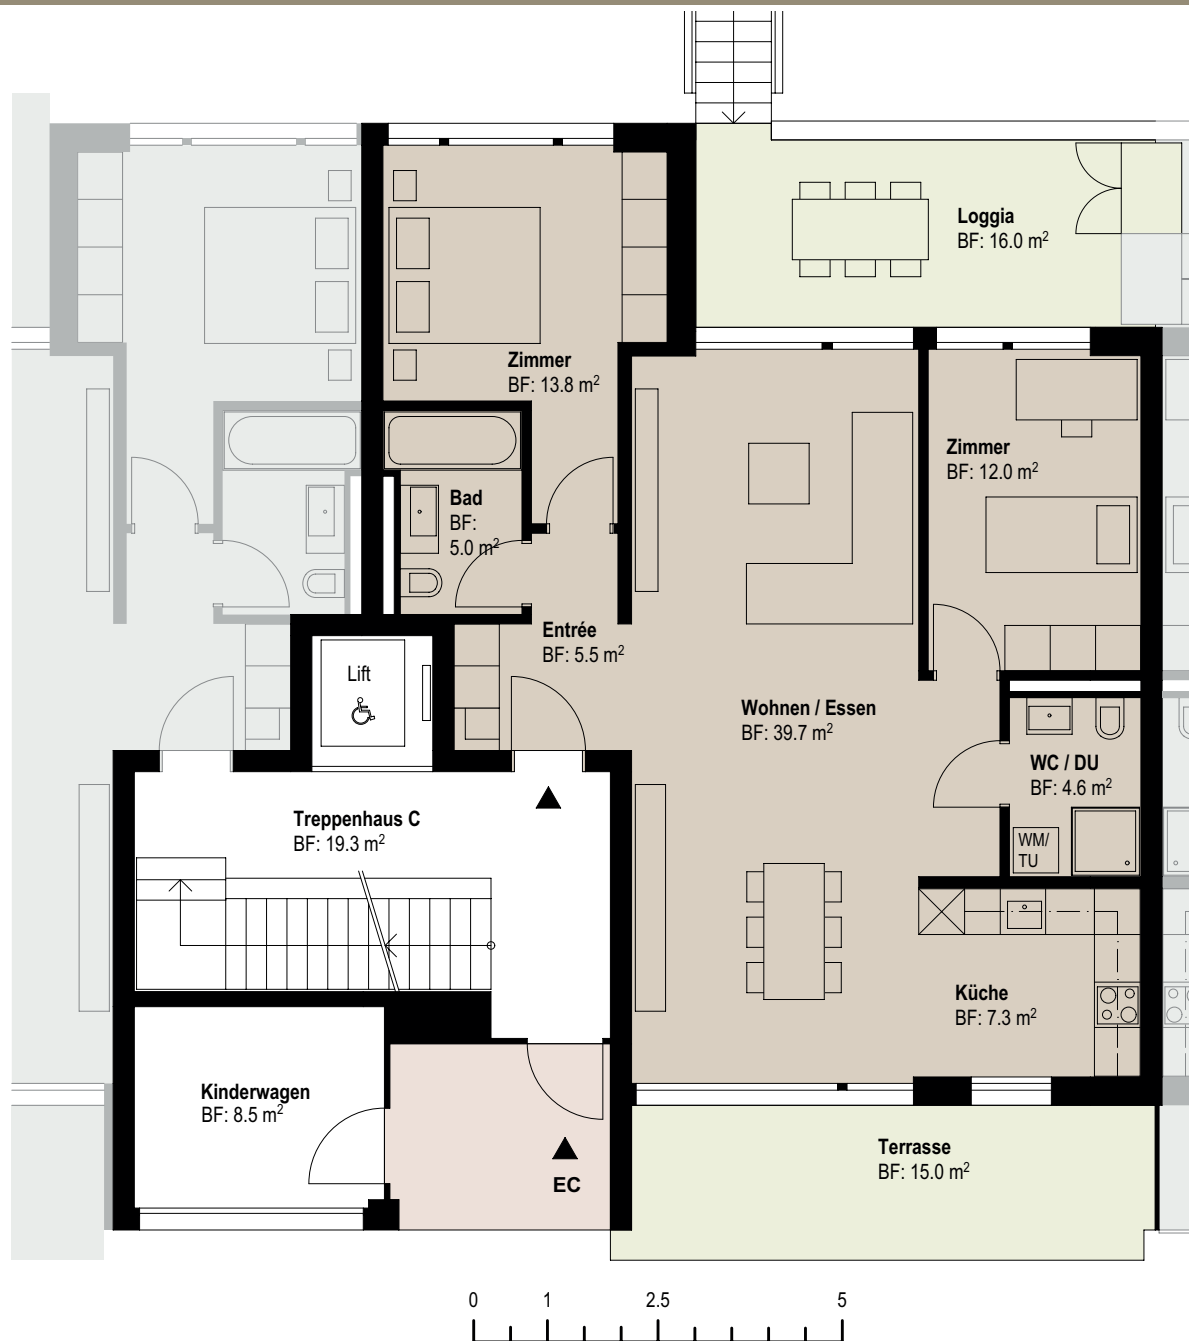 Loggia
BF: 16.0 m²
Zimmer
BF: 13.8 m²
Zimmer
BF: 12.0 m²
Bad
BF:
5.0 m²
Entrée
BF: 5.5 m²
Lift
Wohnen / Essen
BF: 39.7 m²
WC / DU
BF: 4.6 m²
Treppenhaus C
BF: 19.3 m²
WM/
TU
Küche
BF: 7.3 m²
Kinderwagen
BF: 8.5 m²
Terrasse
BF: 15.0 m²
EC
0 1 2.5 5